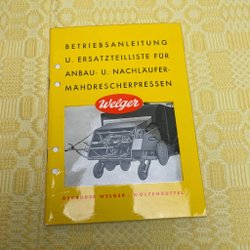 BETRIEBSANLEITUNG
U. ERSATZTEILLISTE FÜR
ANBAU- U. NACHLÄUFER-
MÄHDRESCHERPRESSEN
Welger
GEBRÜDER WELGER · WOLFENBÜTTEL